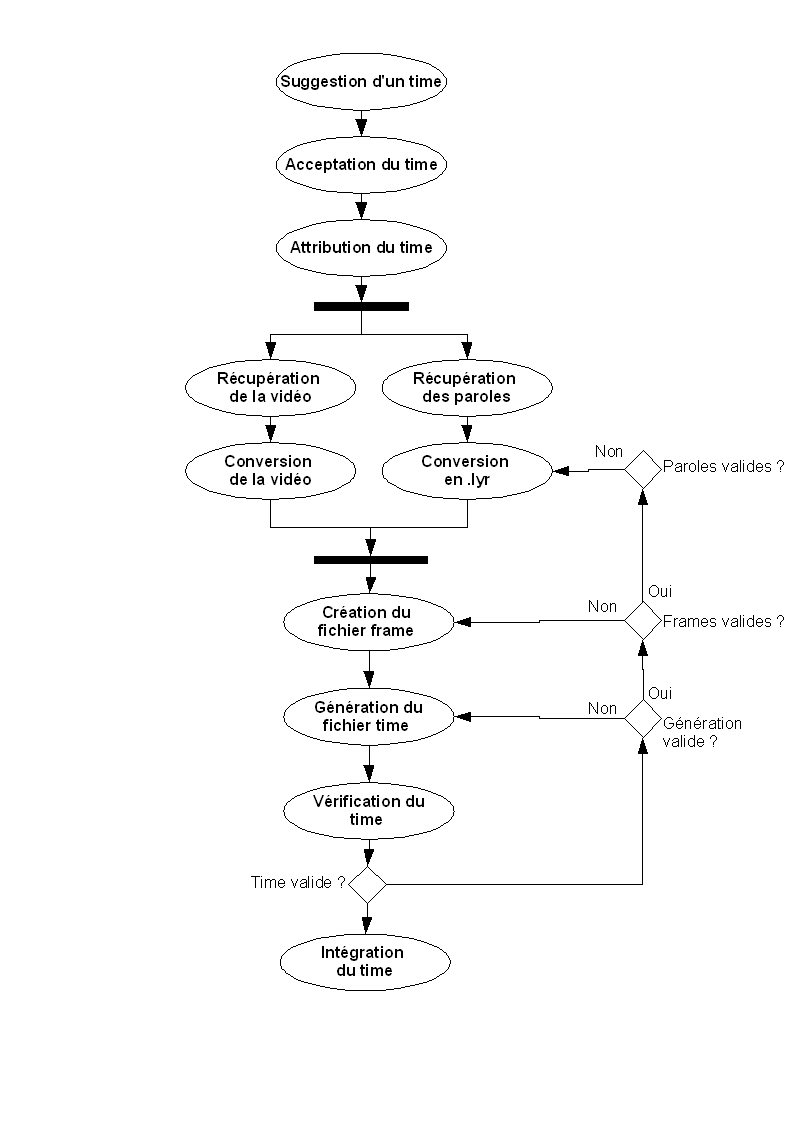 Suggestion d'un time
Acceptation du time
Attribution du time
Récupération
de la vidéo
Récupération
des paroles
Conversion
de la vidéo
Conversion
en .lyr
Non
Paroles valides ?
Création du
fichier frame
Non
Oui
Frames valides ?
Génération du
fichier time
Non
Oui
Génération
valide ?
Vérification du
time
Time valide ?
Intégration
du time